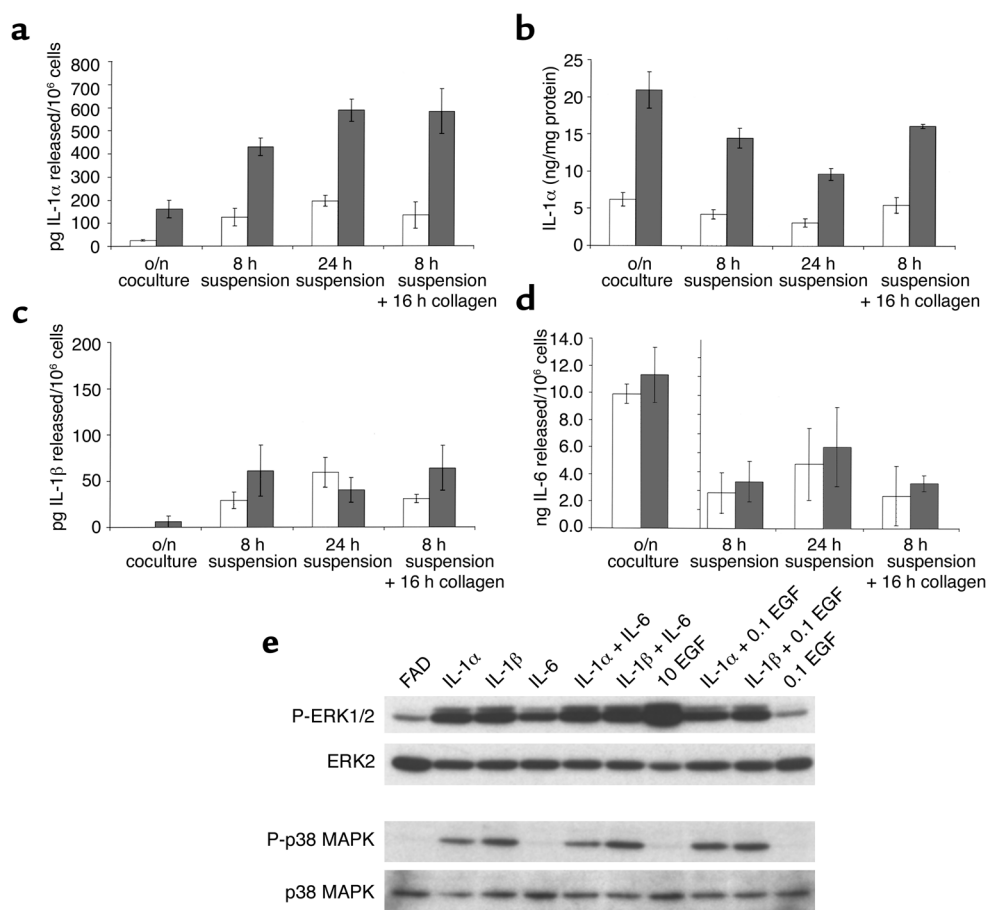 a
pg IL-1α released/10⁶ cells
800
700
600
500
400
300
200
100
0
o/n
coculture
8 h
suspension
24 h
suspension
8 h
suspension
+ 16 h collagen
b
IL-1α (ng/mg protein)
25
20
15
10
5
0
o/n
coculture
8 h
suspension
24 h
suspension
8 h
suspension
+ 16 h collagen
c
pg IL-1β released/10⁶ cells
200
150
100
50
0
o/n
coculture
8 h
suspension
24 h
suspension
8 h
suspension
+ 16 h collagen
d
ng IL-6 released/10⁶ cells
14.0
12.0
10.0
8.0
6.0
4.0
2.0
0.0
o/n
coculture
8 h
suspension
24 h
suspension
8 h
suspension
+ 16 h collagen
e
FAD
IL-1α
IL-1β
IL-6
IL-1α + IL-6
IL-1β + IL-6
10 EGF
IL-1α + 0.1 EGF
IL-1β + 0.1 EGF
0.1 EGF
P-ERK1/2
ERK2
P-p38 MAPK
p38 MAPK